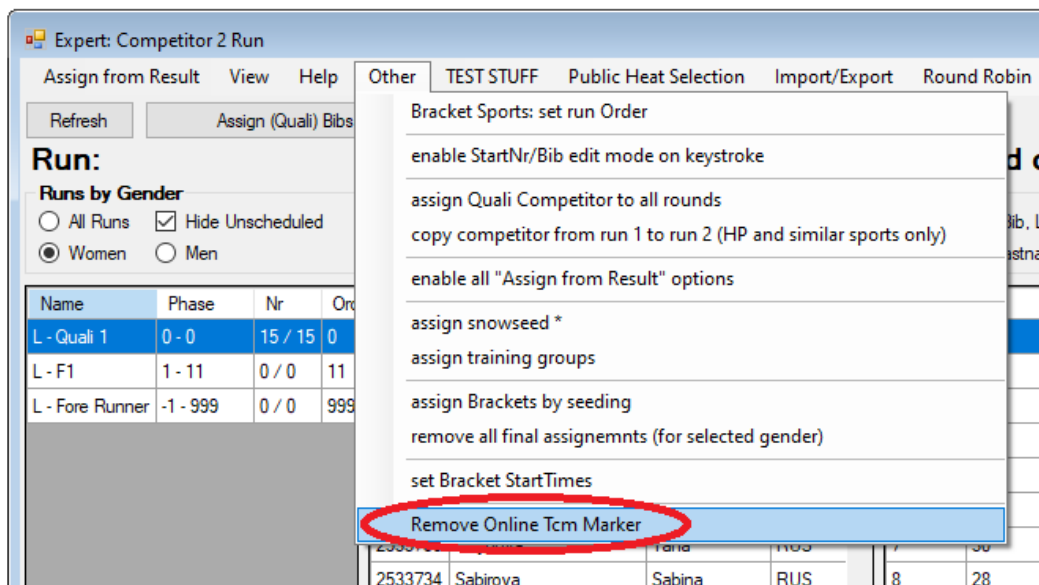 Expert: Competitor 2 Run
Assign from Result View Help Other TEST STUFF Public Heat Selection Import/Export Round Robin
Refresh Assign (Quali) Bibs
Run:
Runs by Gender
All Runs Hide Unscheduled
Women Men
Name Phase Nr
L - Quali 1 0 - 0 15 / 15 0
L - F1 1 - 11 0 / 0 11
L - Fore Runner -1 - 999 0 / 0 999
Bracket Sports: set run Order
enable StartNr/Bib edit mode on keystroke
assign Quali Competitor to all rounds
copy competitor from run 1 to run 2 (HP and similar sports only)
enable all "Assign from Result" options
assign snowseed *
assign training groups
assign Brackets by seeding
remove all final assignemnts (for selected gender)
set Bracket StartTimes
Remove Online Tcm Marker
2533734 Sabirova Sabina RUS 8 28